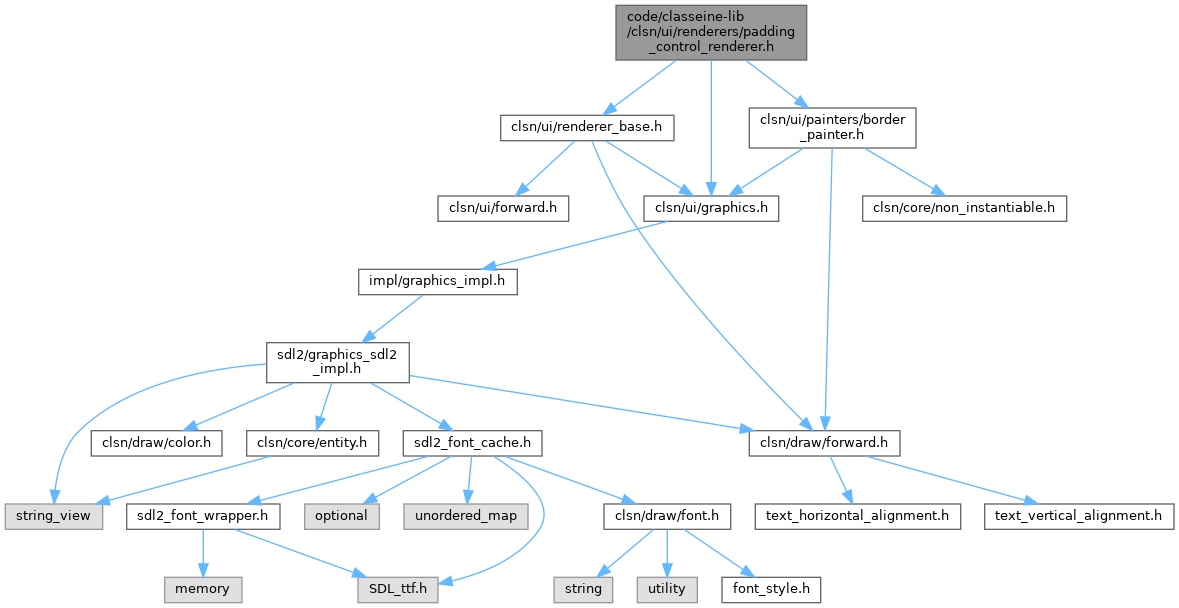 code/classeine-lib
/clsn/ui/renderers/padding
_control_renderer.h
clsn/ui/renderer_base.h
clsn/ui/painters/border
_painter.h
clsn/ui/forward.h
clsn/ui/graphics.h
clsn/core/non_instantiable.h
impl/graphics_impl.h
sdl2/graphics_sdl2
_impl.h
clsn/draw/color.h
clsn/core/entity.h
sdl2_font_cache.h
clsn/draw/forward.h
string_view
sdl2_font_wrapper.h
optional
unordered_map
clsn/draw/font.h
text_horizontal_alignment.h
text_vertical_alignment.h
memory
SDL_ttf.h
string
utility
font_style.h